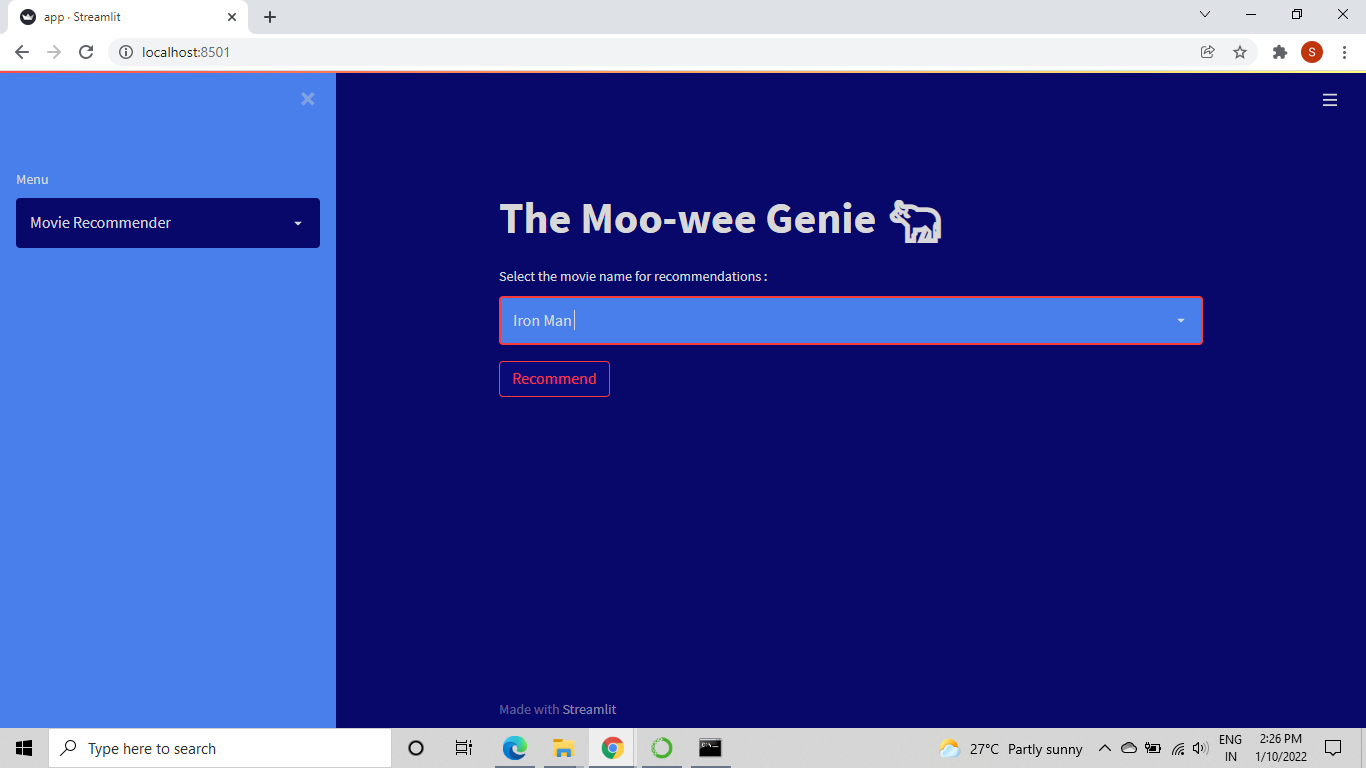 app · Streamlit
localhost:8501
S
Menu
Movie Recommender
The Moo-wee Genie
Select the movie name for recommendations :
Iron Man
Recommend
Made with Streamlit
Type here to search
27°C Partly sunny
ENG
IN
2:26 PM
1/10/2022